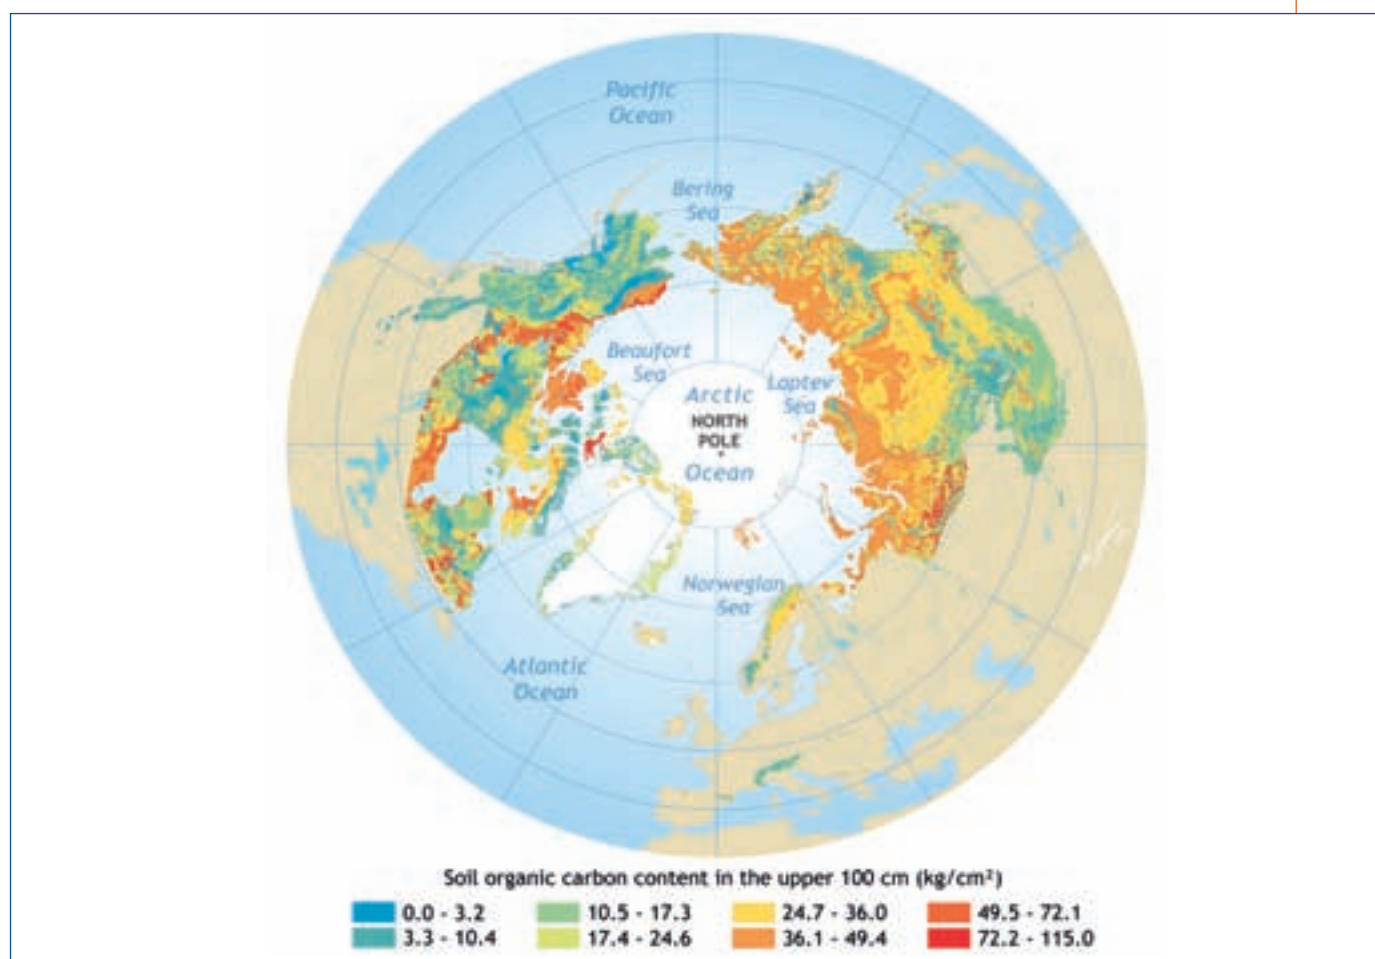 Pacific
Ocean
Bering
Sea
Beaufort
Sea
Laptev
Sea
Arctic
NORTH
POLE
Ocean
Norwegian
Sea
Atlantic
Ocean
Soil organic carbon content in the upper 100 cm (kg/cm²)
0.0 - 3.2
10.5 - 17.3
24.7 - 36.0
49.5 - 72.1
3.3 - 10.4
17.4 - 24.6
36.1 - 49.4
72.2 - 115.0